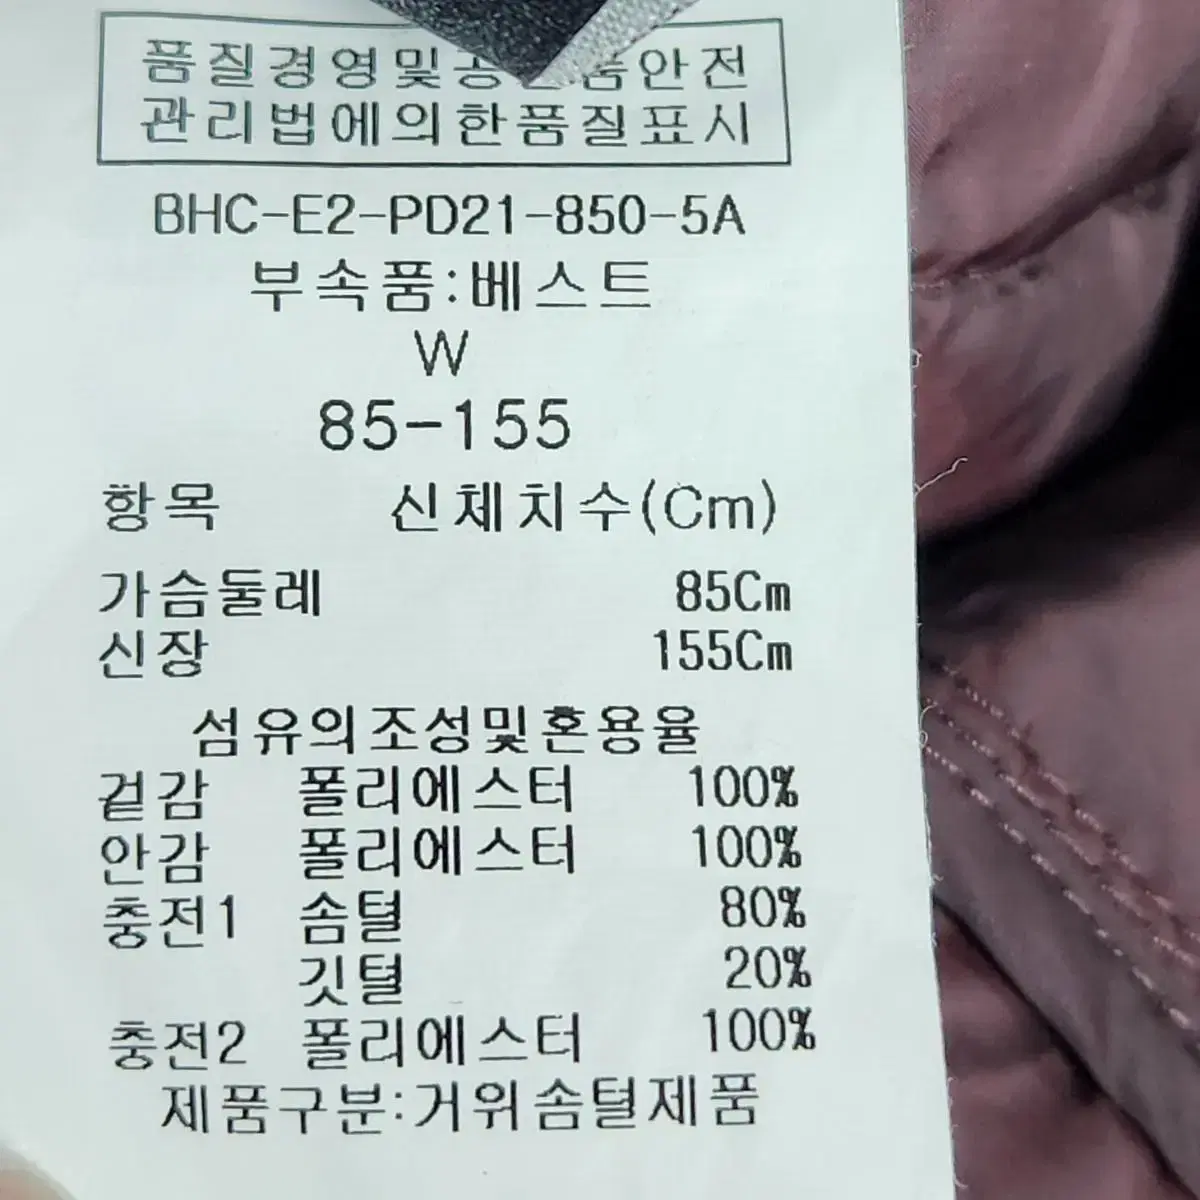 품질경영및공 품안전
관리법에의한품질표시
BHC-E2-PD21-850-5A
부속품:베스트
W
85-155
항목 신체치수(Cm)
가슴둘레 85Cm
신장 155Cm
섬유의조성및혼용율
겉감 폴리에스터 100%
안감 폴리에스터 100%
충전1 솜털 80%
깃털 20%
충전2 폴리에스터 100%
제품구분:거위솜털제품